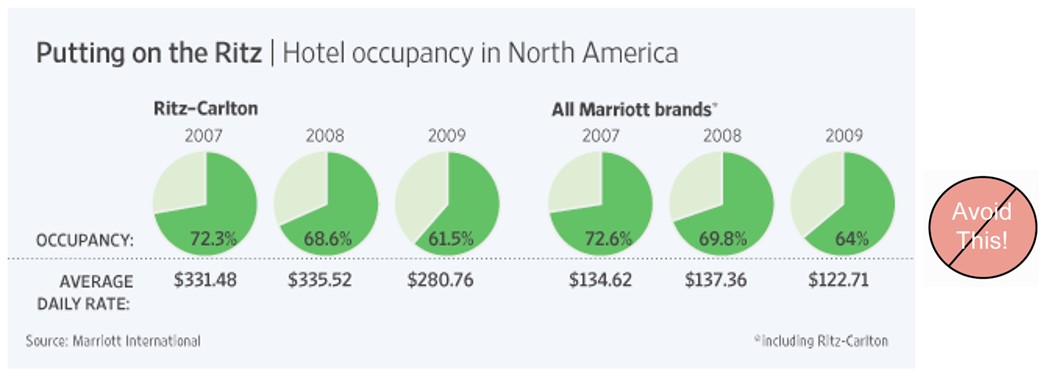 Putting on the Ritz | Hotel occupancy in North America
Ritz-Carlton
All Marriott brands*
2007 2008 2009 2007 2008 2009
OCCUPANCY: 72.3% 68.6% 61.5% 72.6% 69.8% 64%
AVERAGE
DAILY RATE: $331.48 $335.52 $280.76 $134.62 $137.36 $122.71
Source: Marriott International
*Including Ritz-Carlton
Avoid
This!